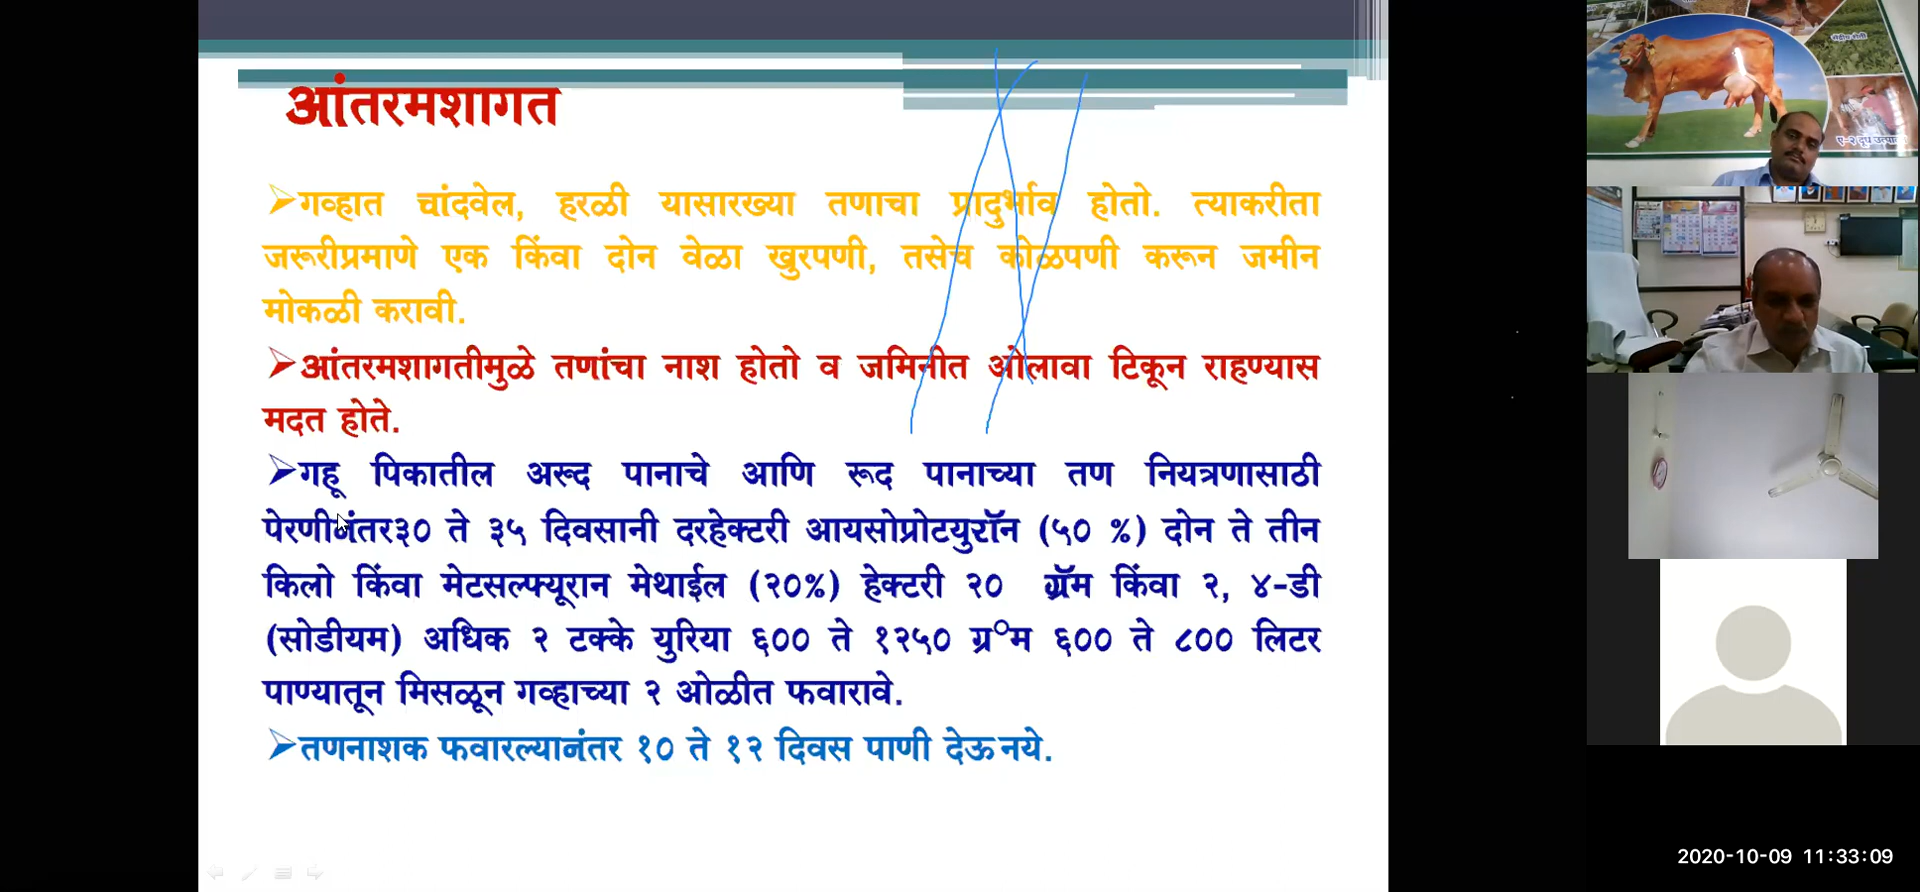 आंतरमशागत
गव्हात चांदवेल, हरळी यासारख्या तणाचा प्रादुर्भाव होतो. त्याकरीता
जरूरीप्रमाणे एक किंवा दोन वेळा खुरपणी, तसेच कोळपणी करून जमीन
मोकळी करावी.
आंतरमशागतीमुळे तणांचा नाश होतो व जमिनीत ओलावा टिकून राहण्यास
मदत होते.
गहू पिकातील अरूद पानाचे आणि रूद पानाच्या तण नियत्रणासाठी
पेरणीनंतर३० ते ३५ दिवसानी दरहेक्टरी आयसोप्रोटयुरॉन (५० %) दोन ते तीन
किलो किंवा मेटसल्फ्यूरान मेथाईल (२०%) हेक्टरी २० ग्रॅम किंवा २, ४-डी
(सोडीयम) अधिक २ टक्के युरिया ६०० ते १२५० ग्र°म ६०० ते ८०० लिटर
पाण्यातून मिसळून गव्हाच्या २ ओळीत फवारावे.
तणनाशक फवारल्यानंतर १० ते १२ दिवस पाणी देऊ नये.
ए-२ दूध उत्पा
2020-10-09 11:33:09